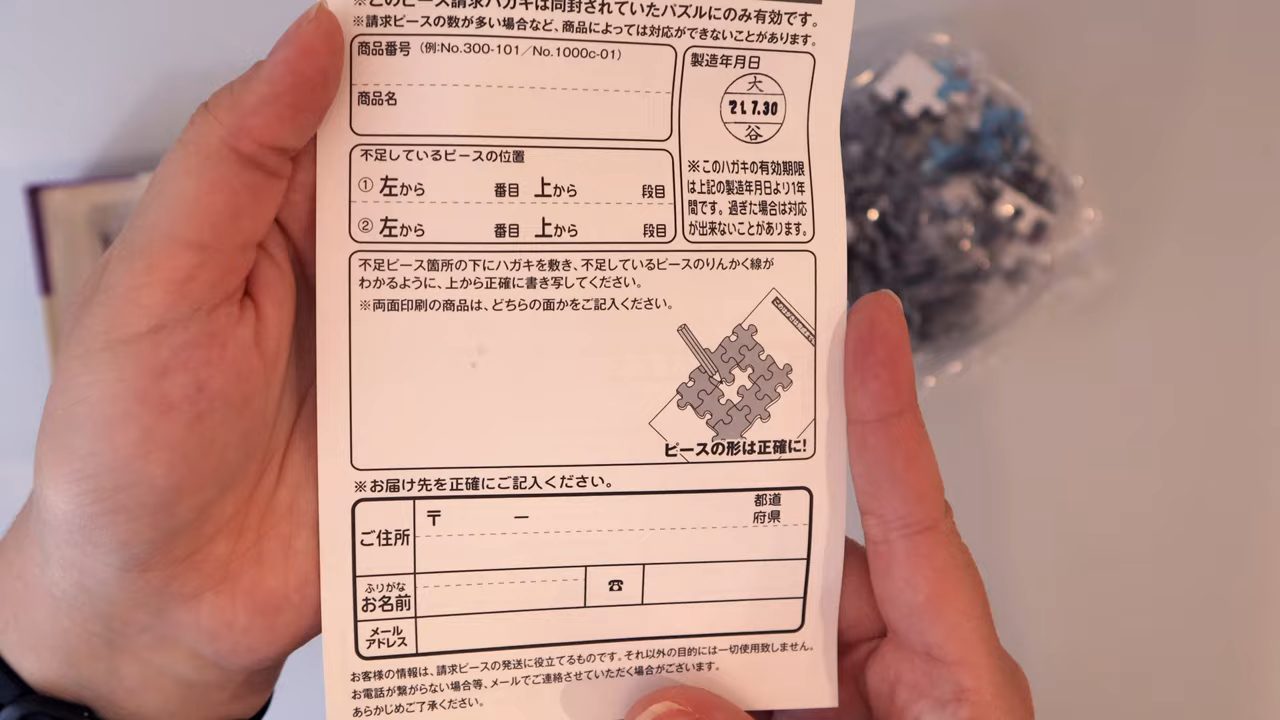 ※このピース請求ハガキは同封されていたパズルにのみ有効です。
※請求ピースの数が多い場合など、商品によっては対応ができないことがあります。
商品番号（例:No.300-101／No.1000c-01）
商品名
製造年月日
大
21.7.30
谷
※このハガキの有効期限
は上記の製造年月日より1年
間です。過ぎた場合は対応
が出来ないことがあります。
不足しているピースの位置
① 左から 番目 上から 段目
② 左から 番目 上から 段目
不足ピース箇所の下にハガキを敷き、不足しているピースのりんかく線が
わかるように、上から正確に書き写してください。
※両面印刷の商品は、どちらの面かをご記入ください。
ピースの形は正確に!
※お届け先を正確にご記入ください。
ご住所 〒 － 都道
府県
ふりがな
お名前 ☎
メール
アドレス
お客様の情報は、請求ピースの発送に役立てるものです。それ以外の目的には一切使用致しません。
お電話が繋がらない場合等、メールでご連絡させていただく場合がございます。
あらかじめご了承ください。